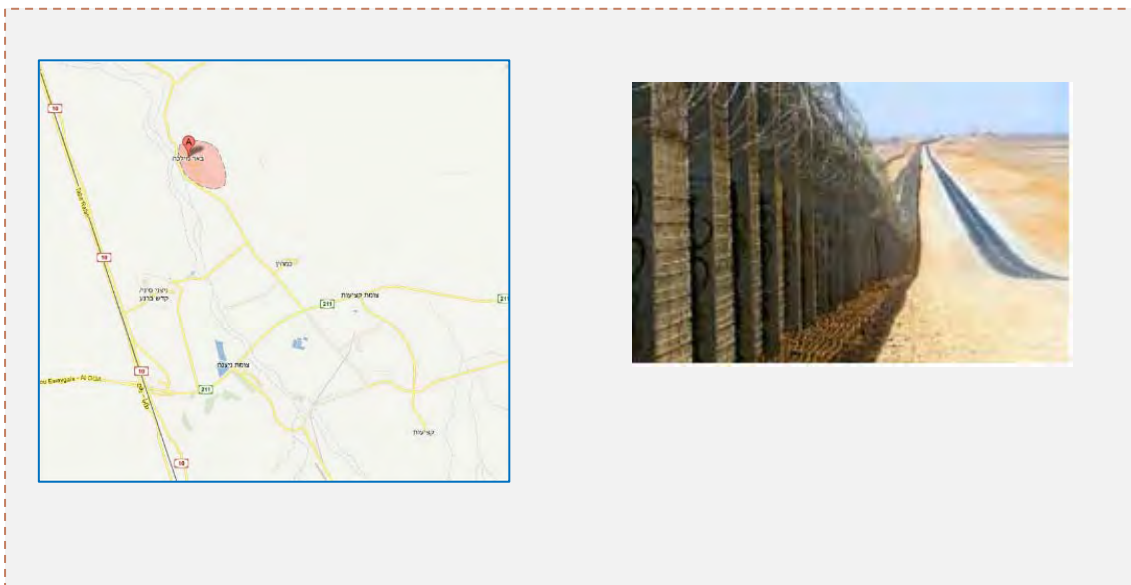 10
A
באר מילכה
10
כמהין
ניצני סיני
קדש ברנע
צומת קציעות
211
211
צומת ניצנה
10
211
קציעות
10